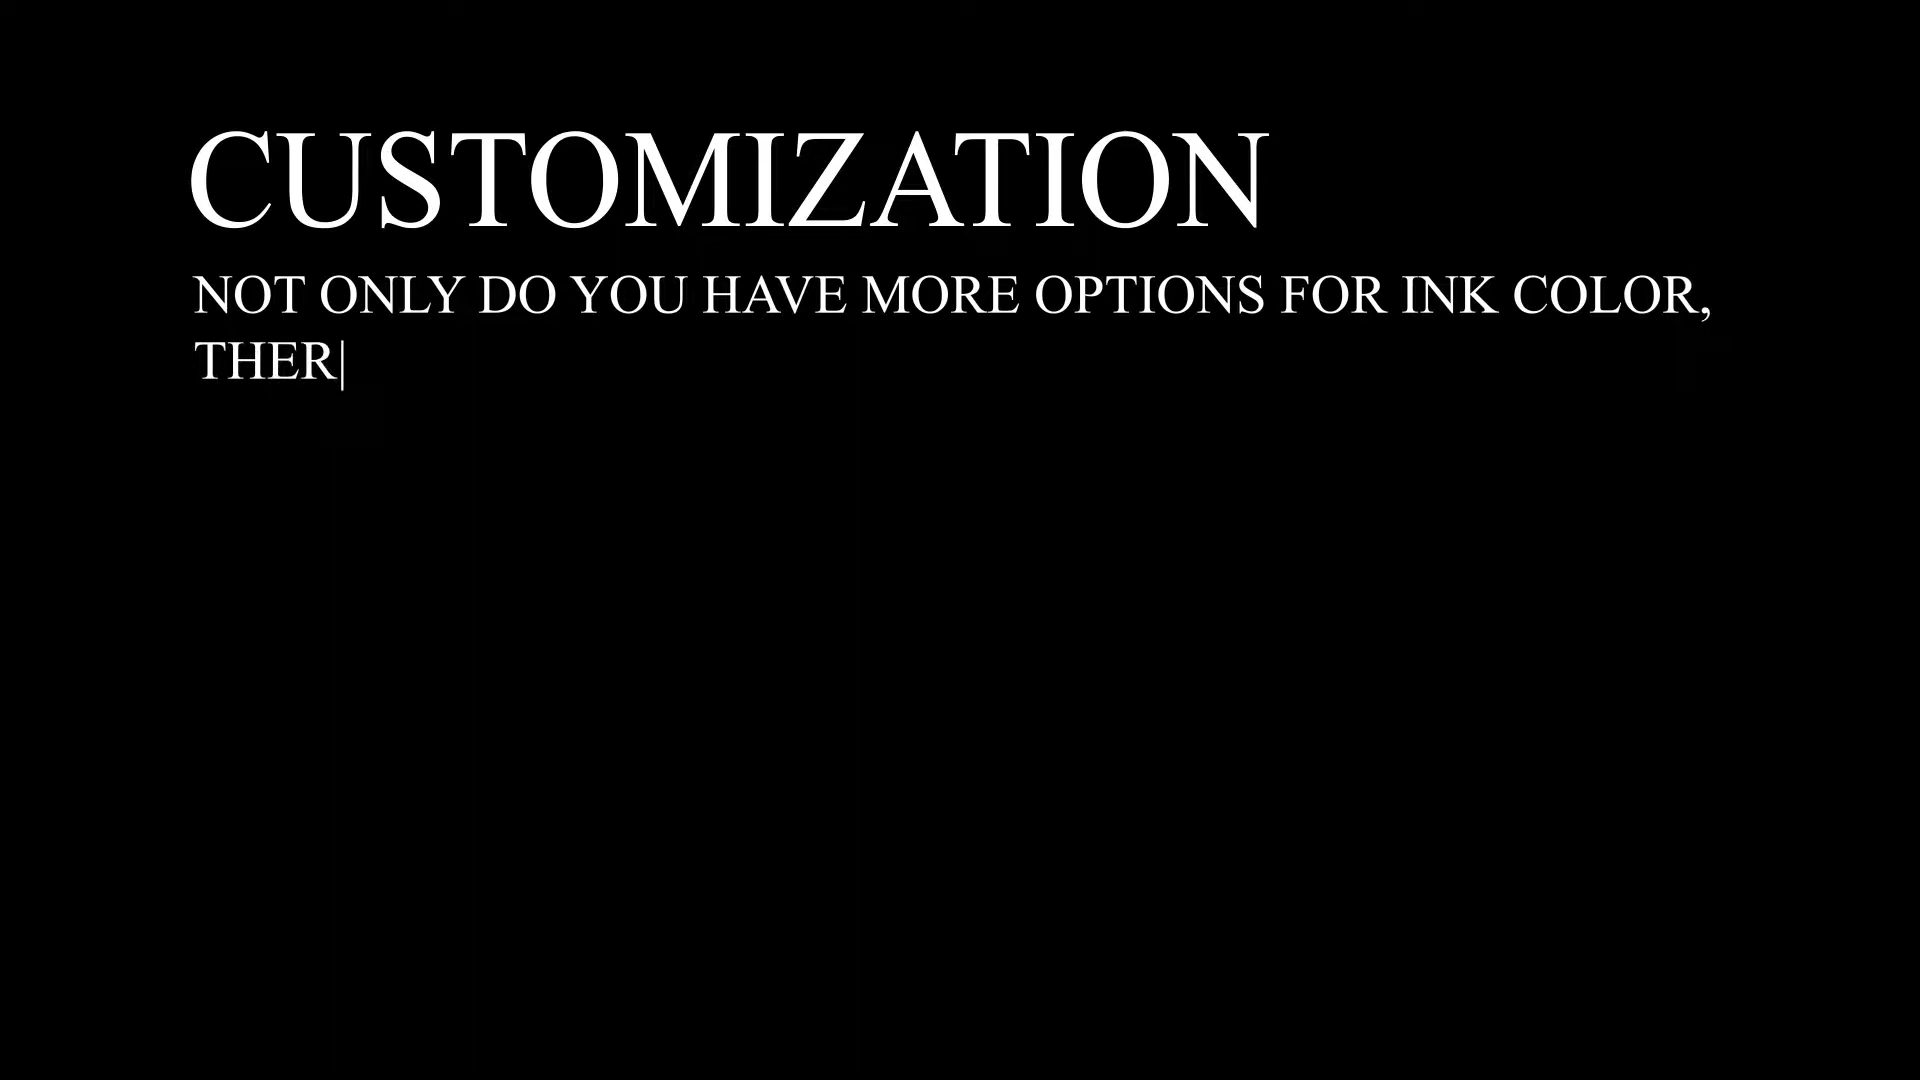 CUSTOMIZATION
NOT ONLY DO YOU HAVE MORE OPTIONS FOR INK COLOR,
THER|